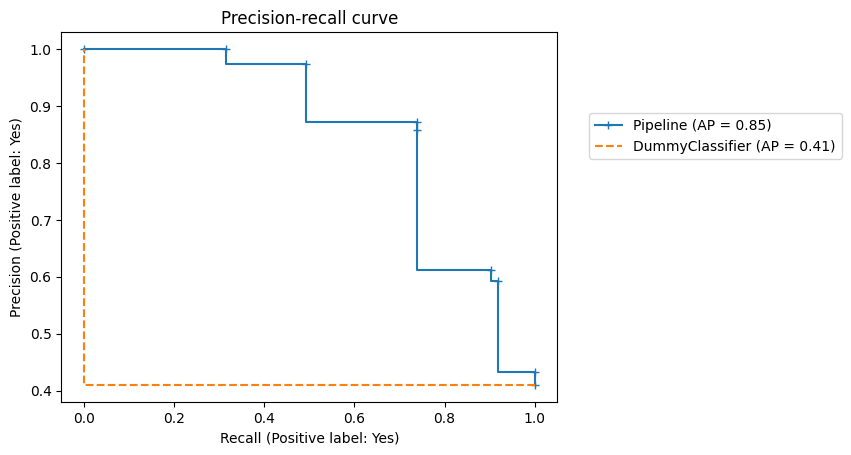 Precision-recall curve
1.0
0.9
0.8
0.7
0.6
0.5
0.4
Precision (Positive label: Yes)
0.0 0.2 0.4 0.6 0.8 1.0
Recall (Positive label: Yes)
Pipeline (AP = 0.85)
DummyClassifier (AP = 0.41)